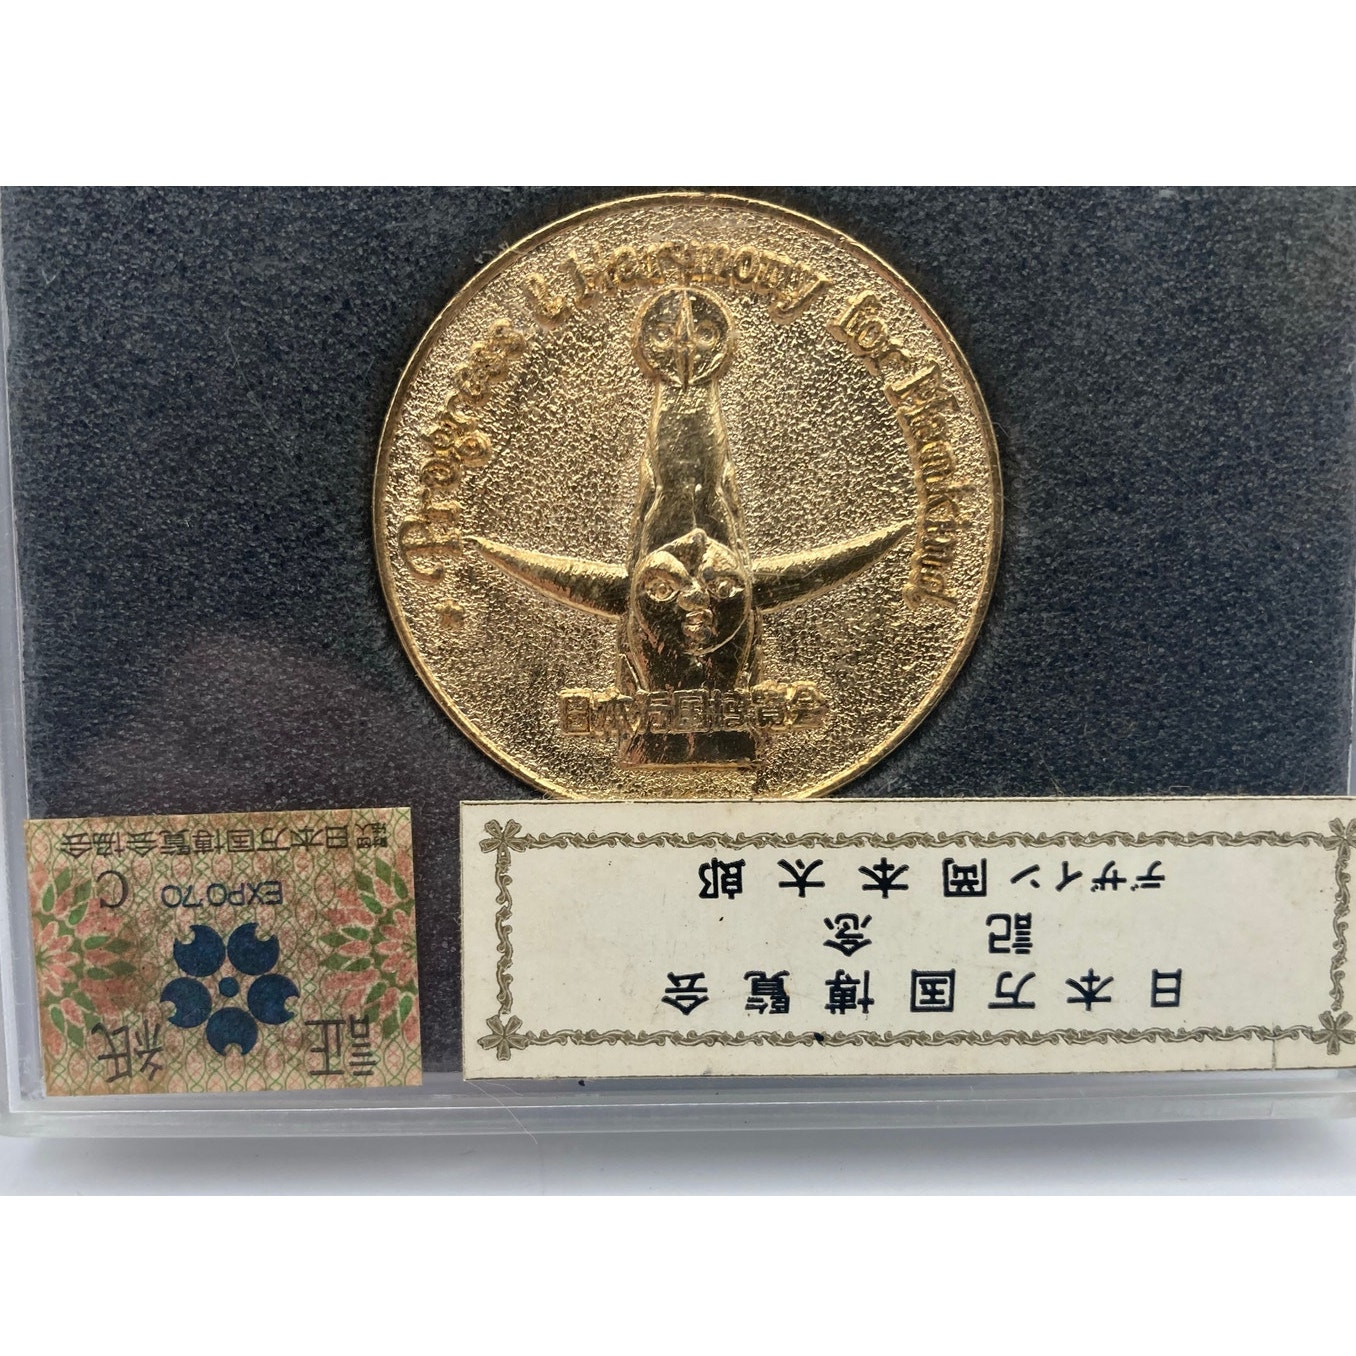 Progress & Harmony for Mankind
日本万国博覧会
日本万国博覧会
記念
デザイン岡本太郎
証紙
EXPO'70 C
日本万国博覧会協会